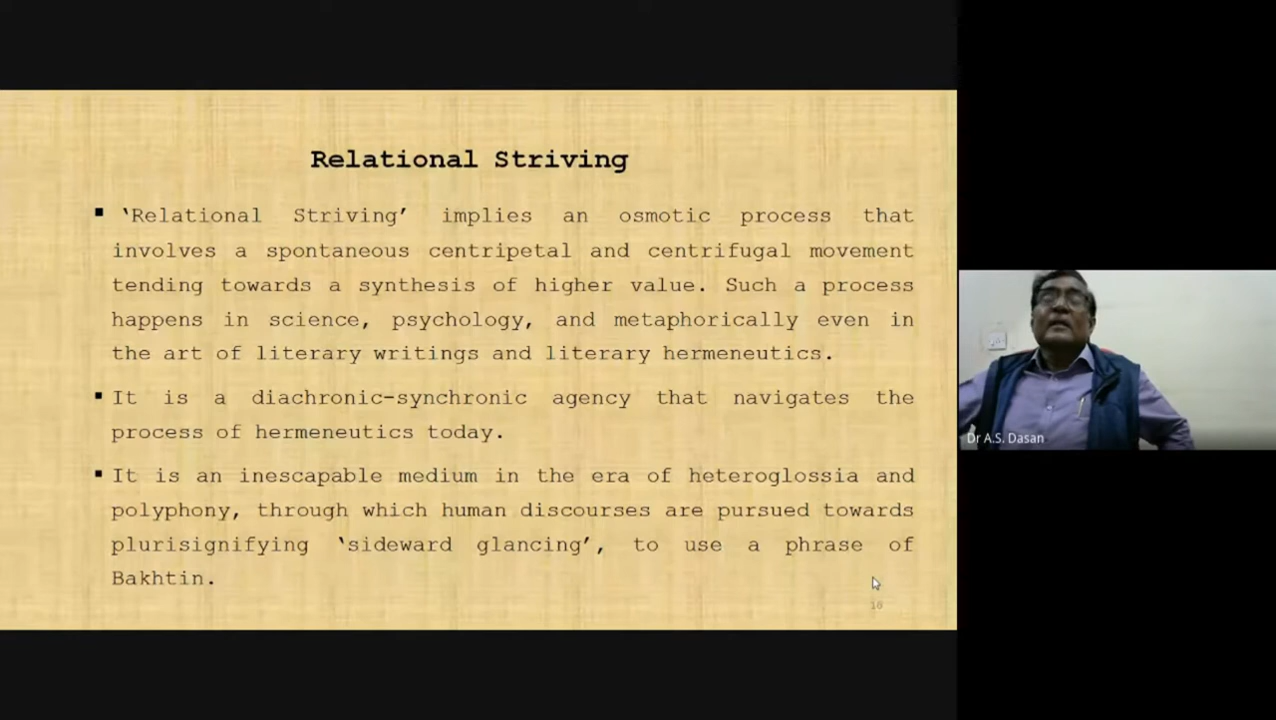 Relational Striving
▪ ‘Relational Striving’ implies an osmotic process that
involves a spontaneous centripetal and centrifugal movement
tending towards a synthesis of higher value. Such a process
happens in science, psychology, and metaphorically even in
the art of literary writings and literary hermeneutics.
▪ It is a diachronic-synchronic agency that navigates the
process of hermeneutics today.
▪ It is an inescapable medium in the era of heteroglossia and
polyphony, through which human discourses are pursued towards
plurisignifying ‘sideward glancing’, to use a phrase of
Bakhtin.
Dr A.S. Dasan